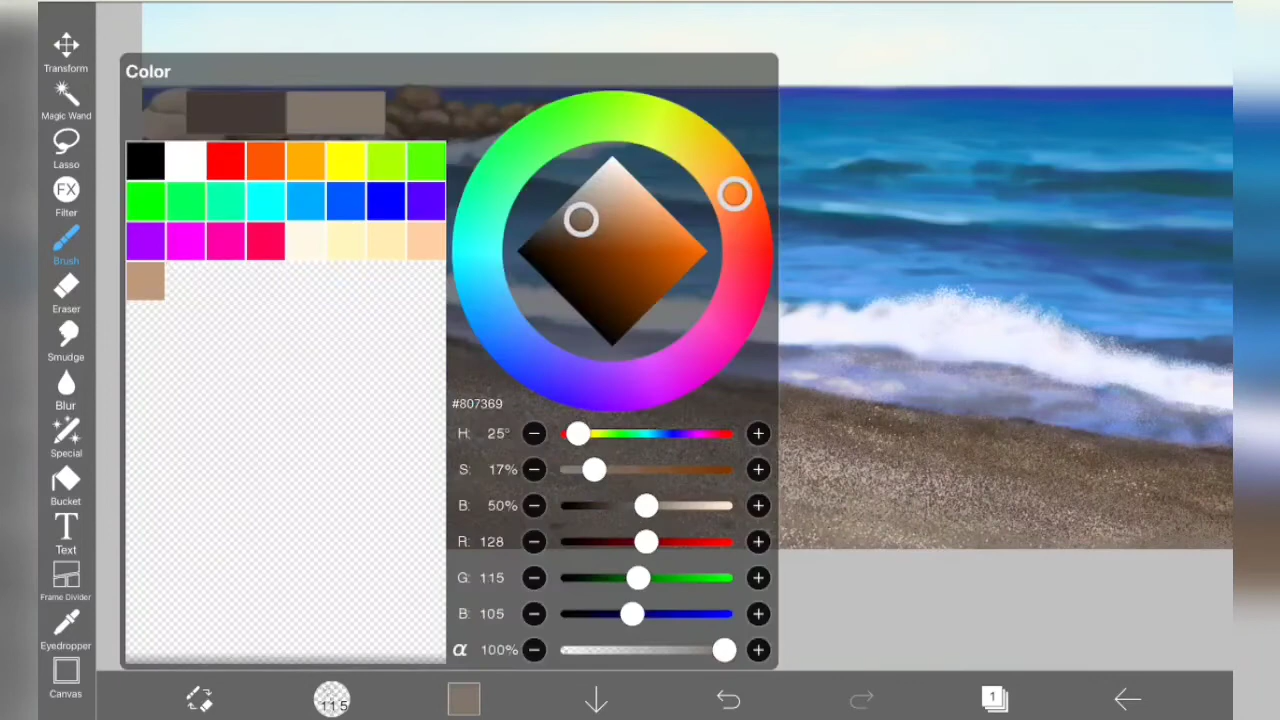 Transform
Magic Wand
Lasso
FX
Filter
Brush
Eraser
Smudge
Blur
Special
Bucket
T
Text
Frame Divider
Eyedropper
Canvas
Color
#807369
H: 25°
S: 17%
B: 50%
R: 128
G: 115
B: 105
α 100%
11.5
1